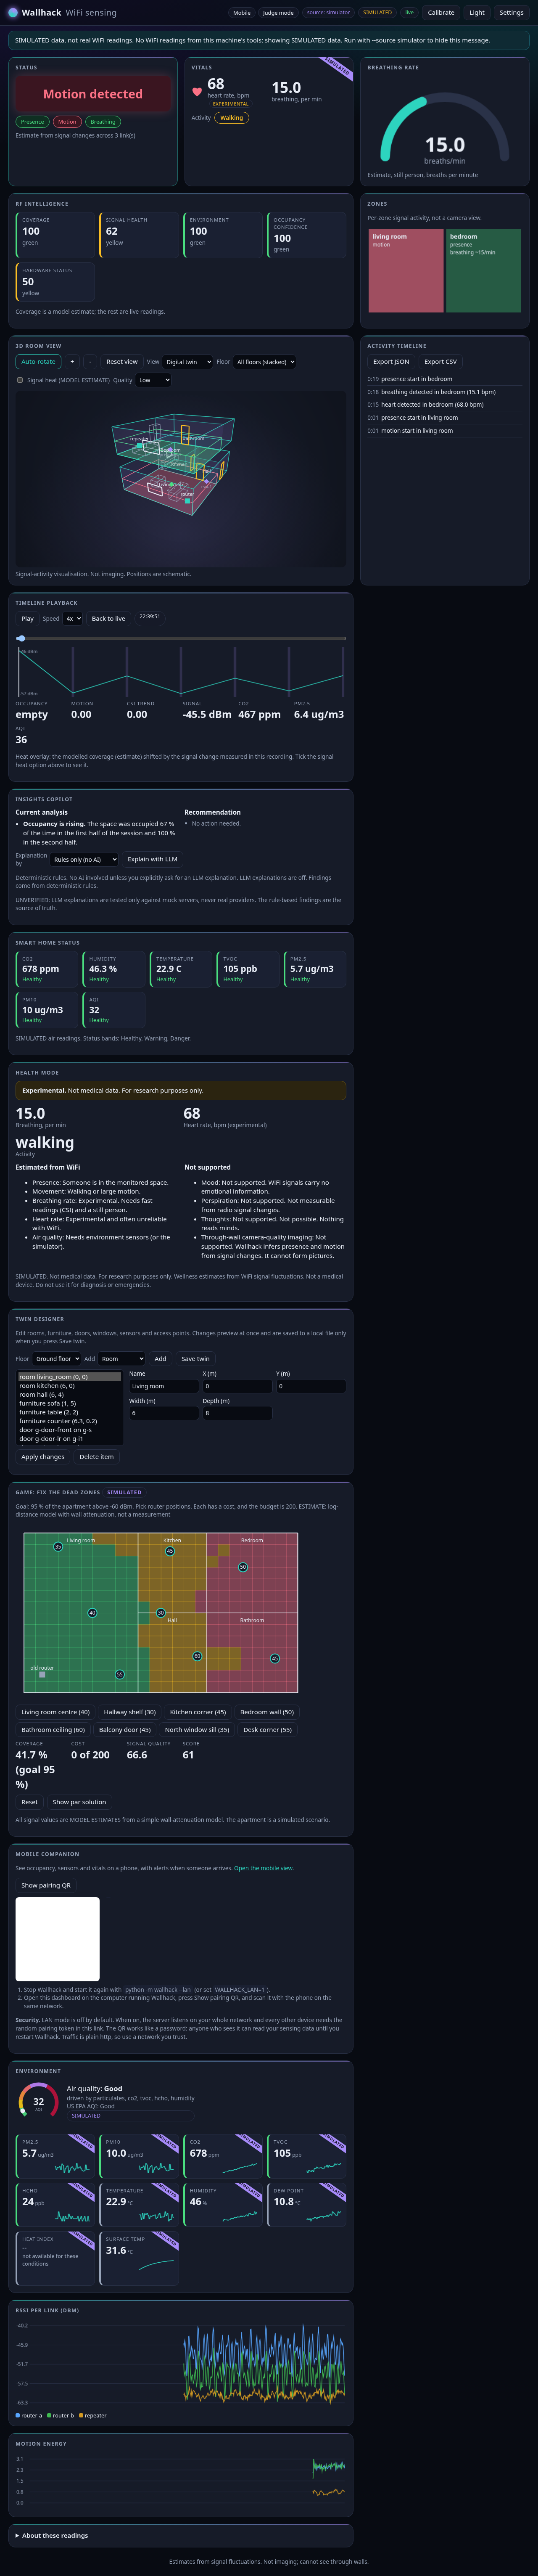 Wallhack WiFi sensing
Mobile
Judge mode
source: simulator
SIMULATED
live
Calibrate
Light
Settings
SIMULATED data, not real WiFi readings. No WiFi readings from this machine's tools; showing SIMULATED data. Run with --source simulator to hide this message.
STATUS
Motion detected
Presence
Motion
Breathing
Estimate from signal changes across 3 link(s)
VITALS
68
heart rate, bpm
EXPERIMENTAL
15.0
breathing, per min
Activity
Walking
BREATHING RATE
15.0
breaths/min
Estimate, still person, breaths per minute
RF INTELLIGENCE
COVERAGE
100
green
SIGNAL HEALTH
62
yellow
ENVIRONMENT
100
green
OCCUPANCY
CONFIDENCE
100
green
HARDWARE STATUS
50
yellow
Coverage is a model estimate; the rest are live readings.
ZONES
Per-zone signal activity, not a camera view.
living room
motion
bedroom
presence
breathing ~15/min
3D ROOM VIEW
Auto-rotate
+
-
Reset view
View
Digital twin
Floor
All floors (stacked)
Signal heat (MODEL ESTIMATE)
Quality
Low
repeater
router
Signal-activity visualisation. Not imaging. Positions are schematic.
ACTIVITY TIMELINE
Export JSON
Export CSV
0:19 presence start in bedroom
0:18 breathing detected in bedroom (15.1 bpm)
0:15 heart detected in bedroom (68.0 bpm)
0:01 presence start in living room
0:01 motion start in living room
TIMELINE PLAYBACK
Play
Speed
4x
Back to live
22:39:51
OCCUPANCY
empty
MOTION
0.00
CSI TREND
0.00
SIGNAL
-45.5 dBm
CO2
467 ppm
PM2.5
6.4 ug/m3
AQI
36
Heat overlay: the modelled coverage (estimate) shifted by the signal change measured in this recording. Tick the signal
heat option above to see it.
INSIGHTS COPILOT
Current analysis
Occupancy is rising. The space was occupied 67 %
of the time in the first half of the session and 100 %
in the second half.
Recommendation
No action needed.
Explanation
by
Rules only (no AI)
Explain with LLM
Deterministic rules. No AI involved unless you explicitly ask for an LLM explanation. LLM explanations are off. Findings
come from deterministic rules.
UNVERIFIED: LLM explanations are tested only against mock servers, never real providers. The rule-based findings are the
source of truth.
SMART HOME STATUS
CO2
678 ppm
Healthy
HUMIDITY
46.3 %
Healthy
TEMPERATURE
22.9 C
Healthy
TVOC
105 ppb
Healthy
PM2.5
5.7 ug/m3
Healthy
PM10
10 ug/m3
Healthy
AQI
32
Healthy
SIMULATED air readings. Status bands: Healthy, Warning, Danger.
HEALTH MODE
Experimental. Not medical data. For research purposes only.
15.0
Breathing, per min
68
Heart rate, bpm (experimental)
walking
Activity
Estimated from WiFi
Presence: Someone is in the monitored space.
Movement: Walking or large motion.
Breathing rate: Experimental. Needs fast
readings (CSI) and a still person.
Heart rate: Experimental and often unreliable
with WiFi.
Air quality: Needs environment sensors (or the
simulator).
Not supported
Mood: Not supported. WiFi signals carry no
emotional information.
Perspiration: Not supported. Not measurable
from radio signal changes.
Thoughts: Not supported. Not possible. Nothing
reads minds.
Through-wall camera-quality imaging: Not
supported. Wallhack infers presence and motion
from signal changes. It cannot form pictures.
SIMULATED. Not medical data. For research purposes only. Wellness estimates from WiFi signal fluctuations. Not a medical
device. Do not use it for diagnosis or emergencies.
TWIN DESIGNER
Edit rooms, furniture, doors, windows, sensors and assets. Changes preview at once and are saved to a local file only
when you press Save twin.
Floor
Ground floor
Add
Room
Add
Save twin
room living_room (0, 0)
room kitchen (6, 0)
room hall (6, 4)
furniture sofa (1, 5)
furniture table (2, 2)
furniture counter (6.3, 0.2)
door g-door-front on g-s
door g-door-lr on g-i1
Name
Living room
X (m)
0
Y (m)
0
Width (m)
6
Depth (m)
8
Apply changes
Delete item
GAME: FIX THE DEAD ZONES
SIMULATED
Goal: 95 % of the apartment above -60 dBm. Pick router positions. Each has a cost, and the budget is 200. ESTIMATE: log-
distance model with wall attenuation, not a measurement
Living room
Kitchen
Bedroom
35
45
50
40
30
Hall
Bathroom
60
45
old router
55
Living room centre (40)
Hallway shelf (30)
Kitchen corner (45)
Bedroom wall (50)
Bathroom ceiling (60)
Balcony door (45)
North window sill (35)
Desk corner (55)
COVERAGE
41.7 %
(goal 95
%)
COST
0 of 200
SIGNAL QUALITY
66.6
SCORE
61
Reset
Show par solution
All signal values are MODEL ESTIMATES from a simple wall-attenuation model. The apartment is a simulated scenario.
MOBILE COMPANION
See occupancy, sensors and vitals on a phone, with alerts when someone arrives. Open the mobile view.
Show pairing QR
1. Stop Wallhack and start it again with python -m wallhack --lan (or set WALLHACK_LAN=1 ).
2. Open this dashboard on the computer running Wallhack, press Show pairing QR, and scan it with the phone on the
same network.
Security. LAN mode is off by default. When on, the server listens on your whole network and every other device needs the
random pairing token in this link. The QR works like a password: anyone who sees it can read your sensing data until you
restart Wallhack. Traffic is plain http, so use a network you trust.
ENVIRONMENT
32
AQI
Air quality: Good
driven by particulates, co2, tvoc, hcho, humidity
US EPA AQI: Good
SIMULATED
PM2.5
5.7 ug/m3
PM10
10.0 ug/m3
CO2
678 ppm
TVOC
105 ppb
HCHO
24 ppb
TEMPERATURE
22.9 °C
HUMIDITY
46 %
DEW POINT
10.8 °C
HEAT INDEX
--
not available for these
conditions
SURFACE TEMP
31.6 °C
RSSI PER LINK (DBM)
-40.2
-45.9
-51.7
-57.5
-63.3
router-a
router-b
repeater
MOTION ENERGY
3.1
2.3
1.5
0.8
0.0
About these readings
Estimates from signal fluctuations. Not imaging; cannot see through walls.